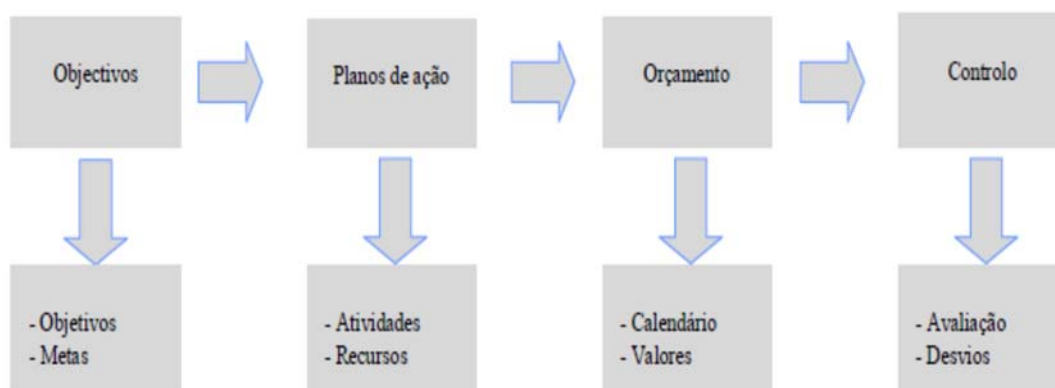 Objectivos
Planos de ação
Orçamento
Controlo
- Objetivos
- Metas
- Atividades
- Recursos
- Calendário
- Valores
- Avaliação
- Desvios